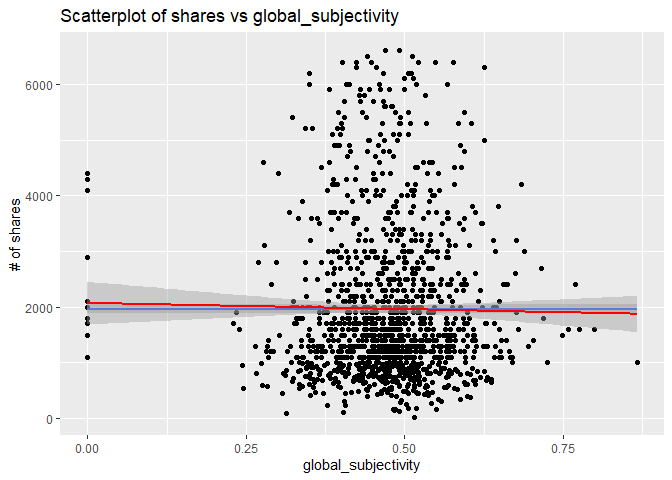 Scatterplot of shares vs global_subjectivity
# of shares
6000
4000
2000
0
0.00 0.25 0.50 0.75
global_subjectivity